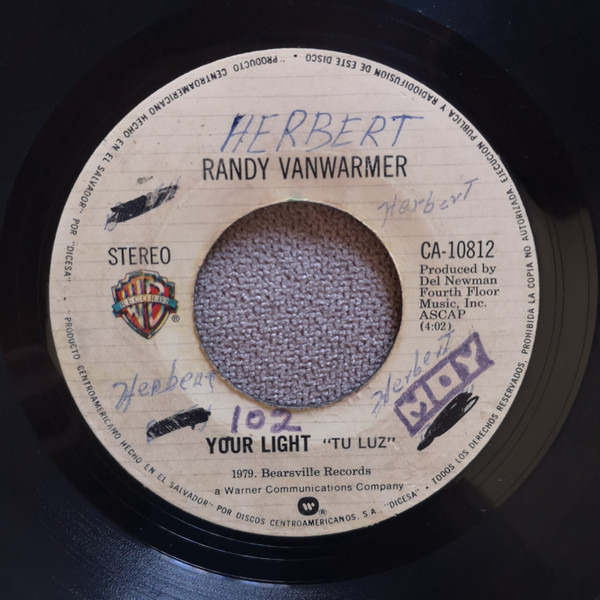 HERBERT
RANDY VANWARMER
Herbert
STEREO
CA-10812
Produced by
Del Newman
Fourth Floor
Music, Inc.
ASCAP
(4:02)
WB
RECORDS
®
Herbert
Herbert
MOY
102
YOUR LIGHT "TU LUZ"
1979. Bearsville Records
a Warner Communications Company
®
PRODUCTO CENTROAMERICANO HECHO EN EL SALVADOR" POR DISCOS CENTROAMERICANOS, S.A., "DICESA" • TODOS LOS DERECHOS RESERVADOS. PROHIBIDA LA COPIA NO AUTORIZADA, EJECUCION PUBLICA Y RADIODIFUSION DE ESTE DISCO •
"PRODUCTO CENTROAMERICANO HECHO EN EL SALVADOR" POR "DICESA" •